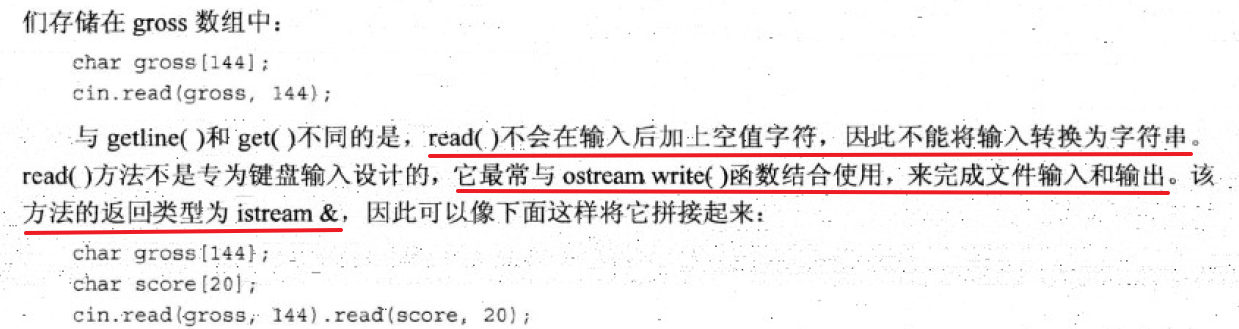 们存储在 gross 数组中：
char gross[144];
cin.read(gross, 144);
与 getline( )和 get( )不同的是，read( )不会在输入后加上空值字符，因此不能将输入转换为字符串。
read( )方法不是专为键盘输入设计的，它最常与 ostream write( )函数结合使用，来完成文件输入和输出。该
方法的返回类型为 istream &，因此可以像下面这样将它拼接起来：
char gross[144};
char score[20];
cin.read(gross, 144).read(score, 20);